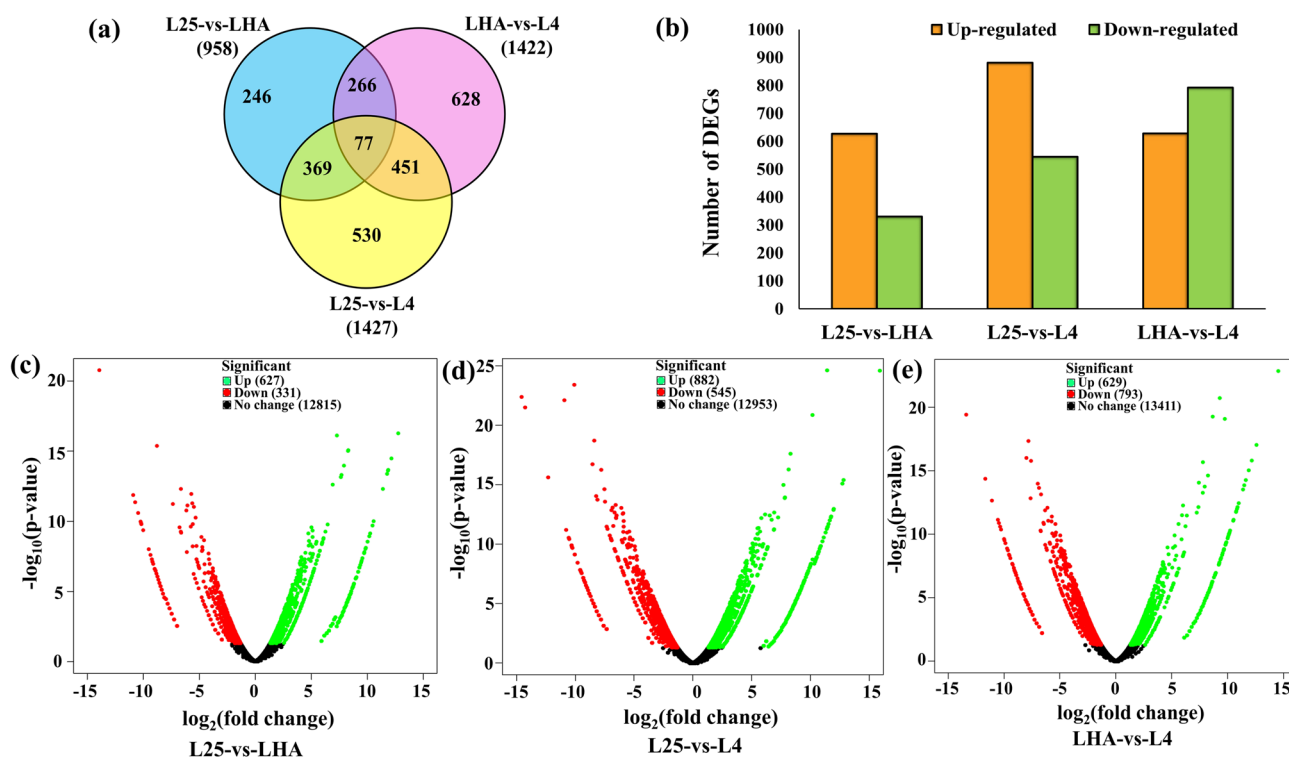 (a)
L25-vs-LHA
(958)
LHA-vs-L4
(1422)
246
266
628
77
369
451
530
L25-vs-L4
(1427)
(b)
Up-regulated
Down-regulated
Number of DEGs
1000
900
800
700
600
500
400
300
200
100
0
L25-vs-LHA
L25-vs-L4
LHA-vs-L4
(c)
Significant
Up (627)
Down (331)
No change (12815)
-log10(p-value)
20
15
10
5
0
-15 -10 -5 0 5 10 15
log2(fold change)
L25-vs-LHA
(d)
Significant
Up (882)
Down (545)
No change (12953)
-log10(p-value)
25
20
15
10
5
0
-15 -10 -5 0 5 10 15
log2(fold change)
L25-vs-L4
(e)
Significant
Up (629)
Down (793)
No change (13411)
-log10(p-value)
20
15
10
5
0
-15 -10 -5 0 5 10 15
log2(fold change)
LHA-vs-L4